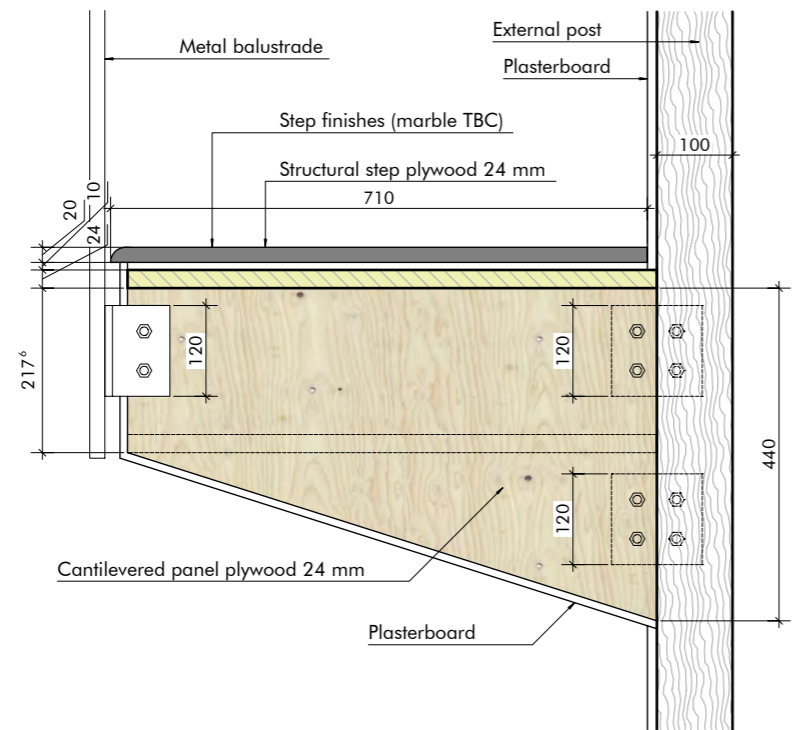 External post
Metal balustrade
Plasterboard
Step finishes (marble TBC)
100
Structural step plywood 24 mm
710
10
20
24
120
120
217⁶
440
120
Cantilevered panel plywood 24 mm
Plasterboard